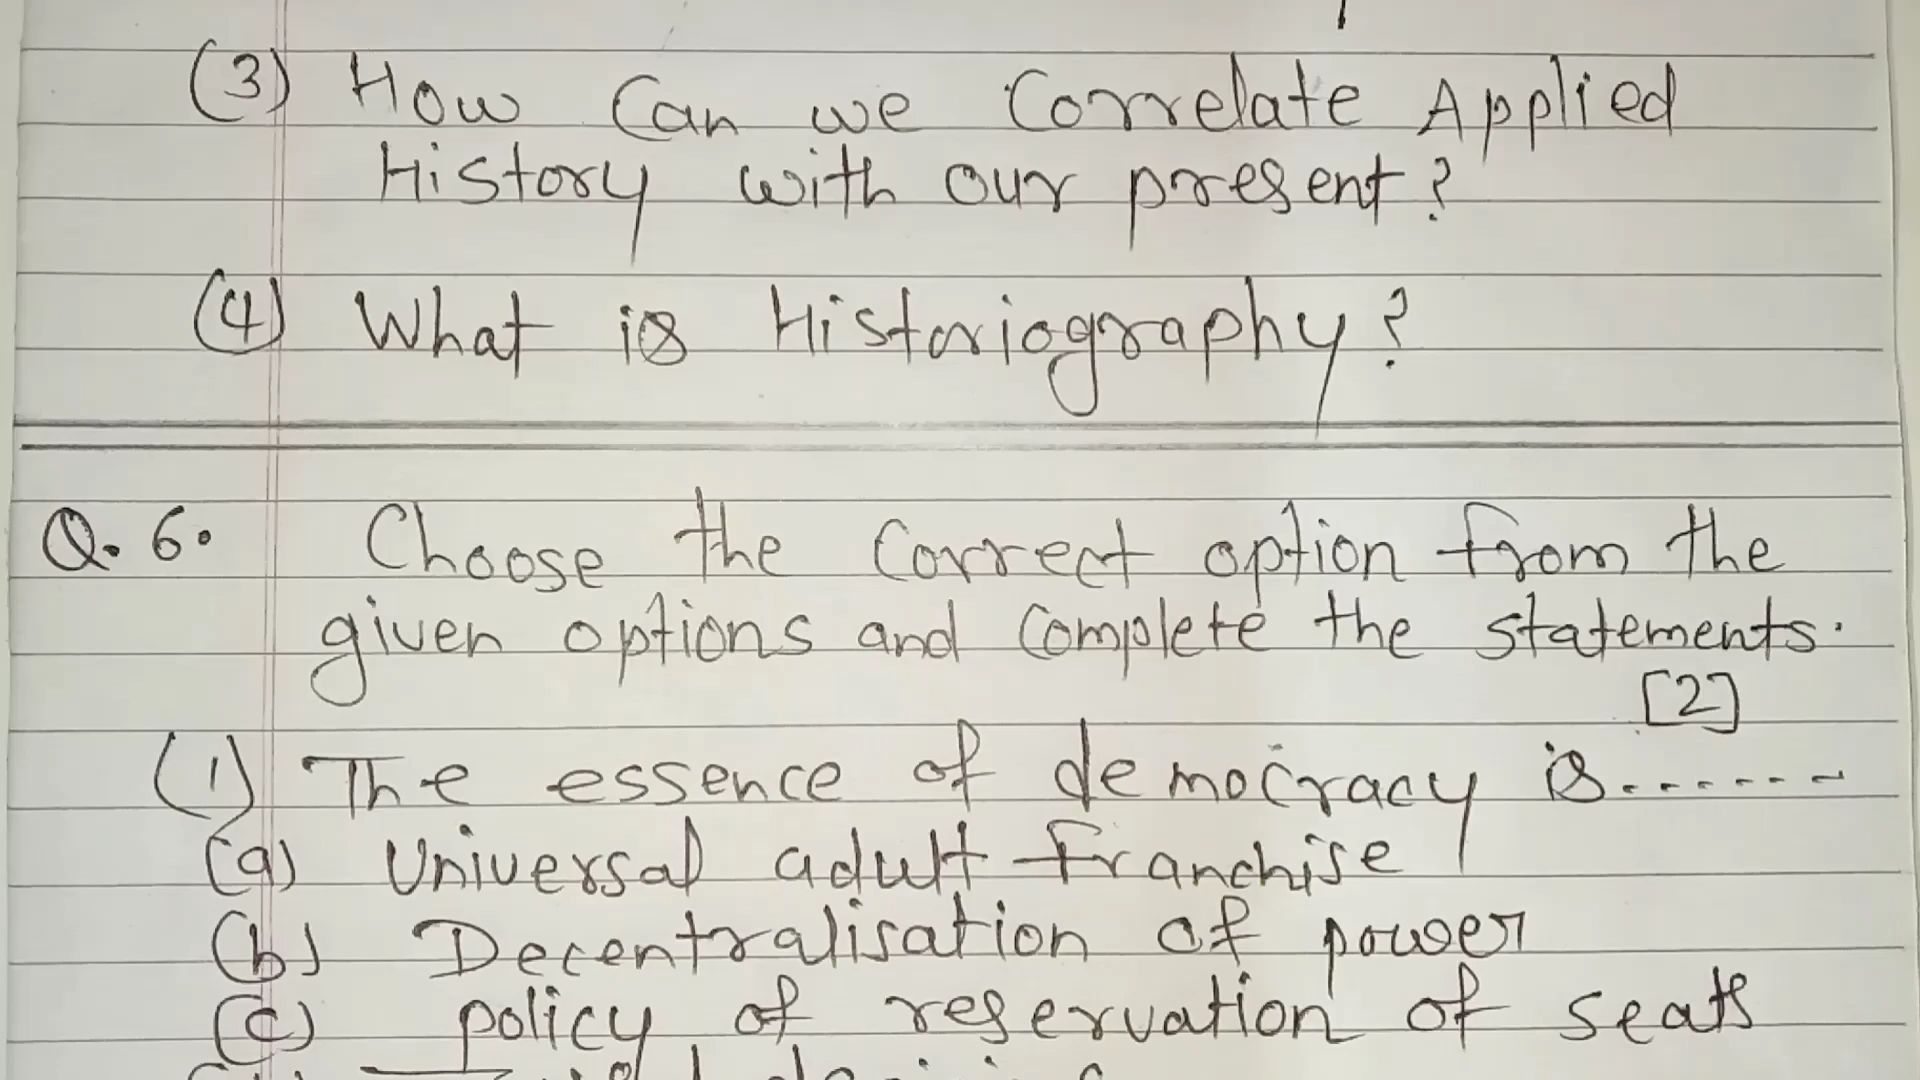 (3) How can we correlate Applied
History with our present?
(4) What is Historiography?
Q. 6. Choose the correct option from the
given options and complete the statements.
[2]
(1) The essence of democracy is......
(a) Universal adult franchise
(b) Decentralisation of power
(c) policy of reservation of seats